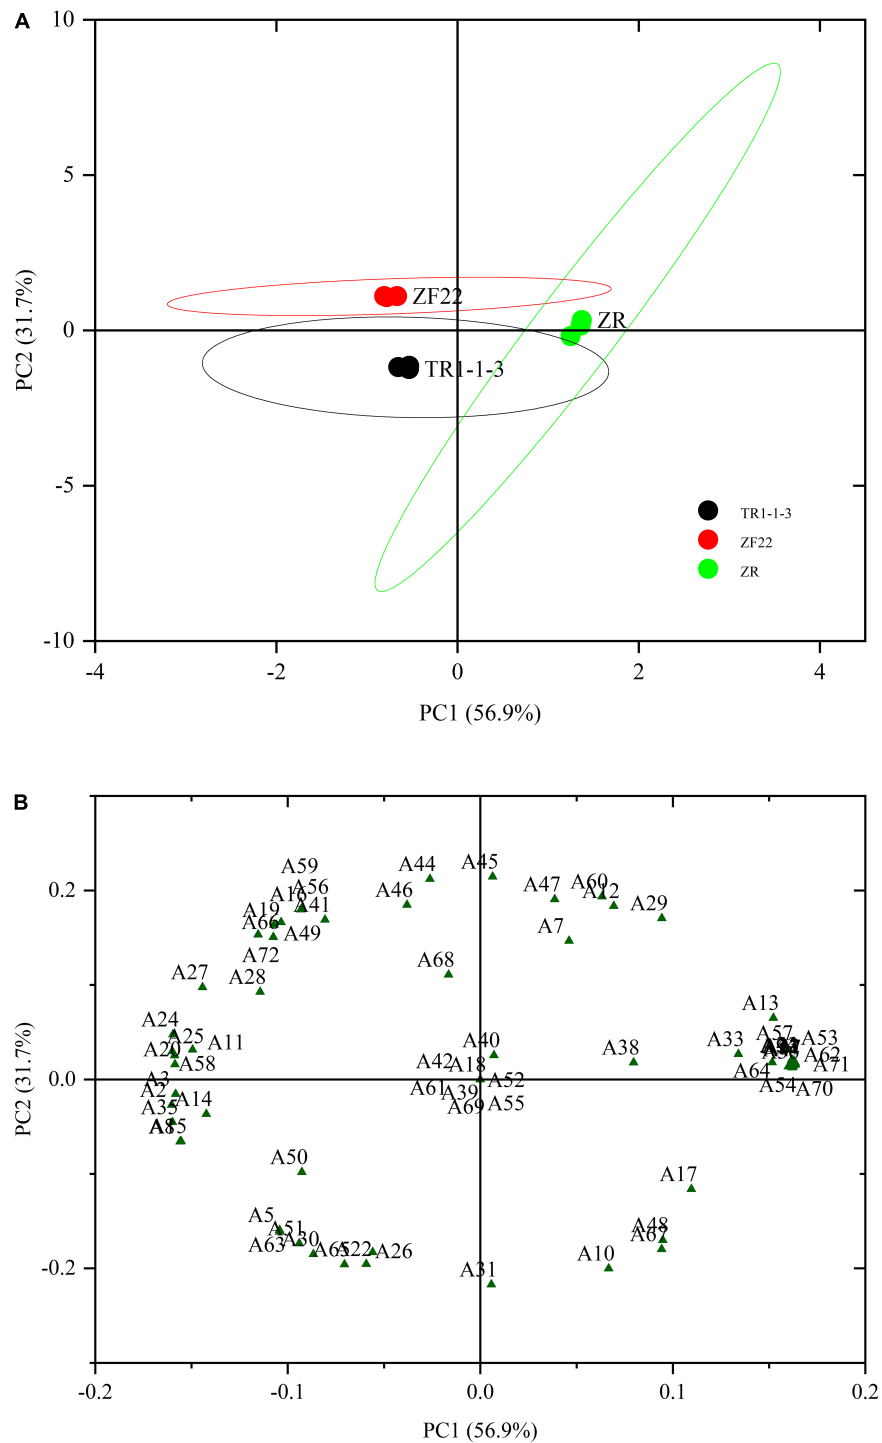 A
10
5
0
-5
-10
PC2 (31.7%)
ZF22
ZR
TR1-1-3
TR1-1-3
ZF22
ZR
-4
-2
0
2
4
PC1 (56.9%)
B
0.2
0.0
-0.2
PC2 (31.7%)
A59
A44
A45
A56
A16
A46
A47
A60
A12
A19
A41
A29
A66
A49
A7
A72
A68
A27
A28
A13
A24
A57
A25
A11
A40
A38
A33
A53
A20
A58
A42
A18
A62
A64
A71
A3
A52
A54
A70
A2
A14
A61
A39
A35
A69
A55
A15
A50
A17
A5
A51
A48
A63
A30
A65
A22
A26
A67
A10
A31
-0.2
-0.1
0.0
0.1
0.2
PC1 (56.9%)